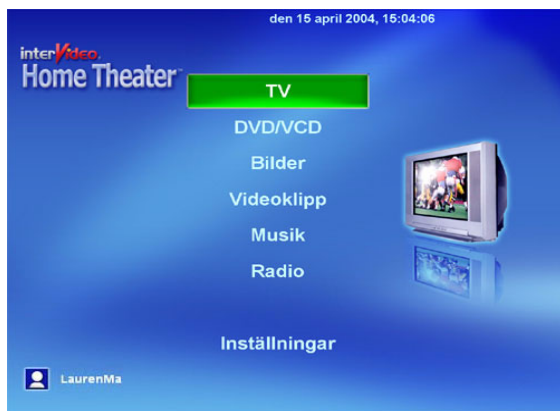 den 15 april 2004, 15:04:06
interVideo.
Home Theater
TV
DVD/VCD
Bilder
Videoklipp
Musik
Radio
Inställningar
LaurenMa